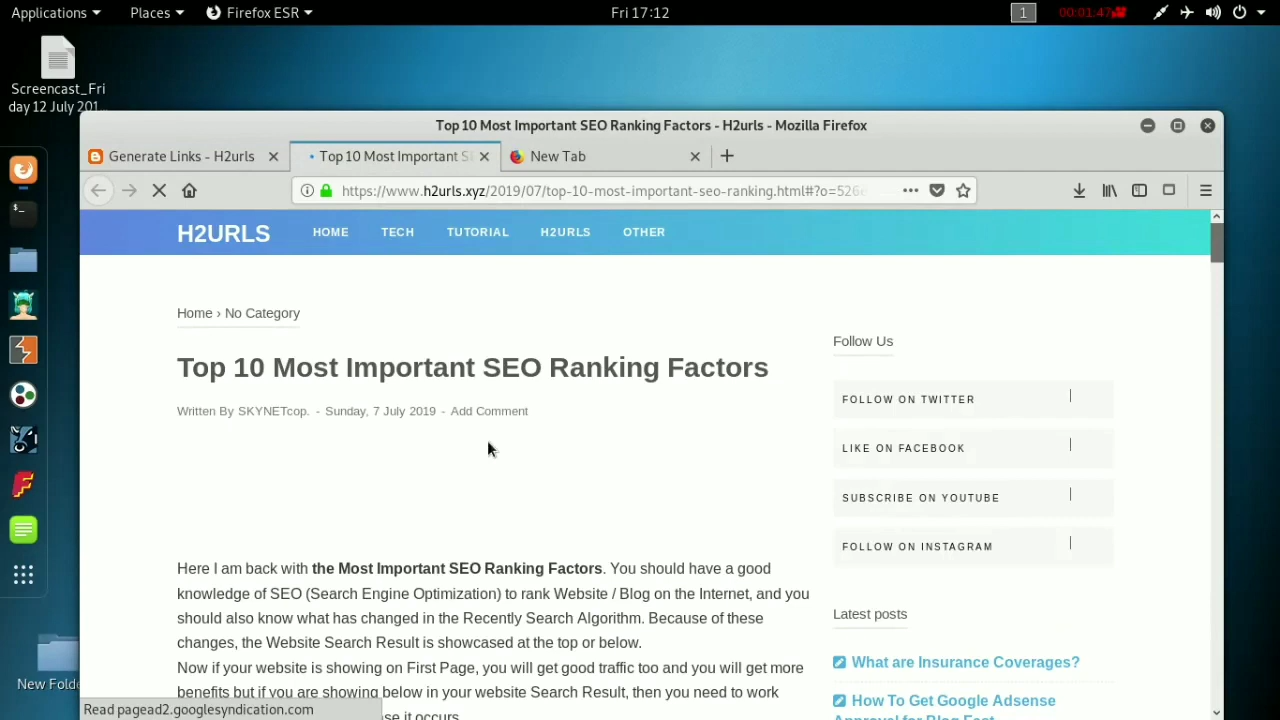 Applications Places Firefox ESR Fri 17:12 1 00:01:47
Screencast_Fri
day 12 July 201...
Top 10 Most Important SEO Ranking Factors - H2urls - Mozilla Firefox
Generate Links - H2urls Top 10 Most Important S New Tab
https://www.h2urls.xyz/2019/07/top-10-most-important-seo-ranking.html#?o=526
H2URLS HOME TECH TUTORIAL H2URLS OTHER
Home › No Category
Top 10 Most Important SEO Ranking Factors
Written By SKYNETcop. - Sunday, 7 July 2019 - Add Comment
Here I am back with the Most Important SEO Ranking Factors. You should have a good
knowledge of SEO (Search Engine Optimization) to rank Website / Blog on the Internet, and you
should also know what has changed in the Recently Search Algorithm. Because of these
changes, the Website Search Result is showcased at the top or below.
Now if your website is showing on First Page, you will get good traffic too and you will get more
benefits but if you are showing below in your website Search Result, then you need to work
se it occurs.
Follow Us
FOLLOW ON TWITTER
LIKE ON FACEBOOK
SUBSCRIBE ON YOUTUBE
FOLLOW ON INSTAGRAM
Latest posts
What are Insurance Coverages?
How To Get Google Adsense
Approval for Blog Fast
New Folde
Read pagead2.googlesyndication.com